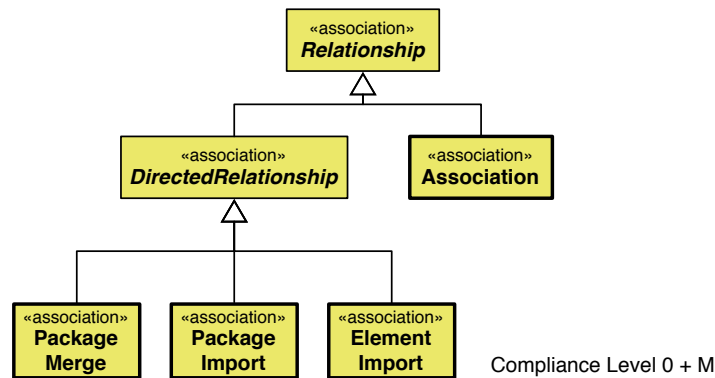 «association»
Relationship
«association»
DirectedRelationship
«association»
Association
«association»
Package
Merge
«association»
Package
Import
«association»
Element
Import
Compliance Level 0 + M